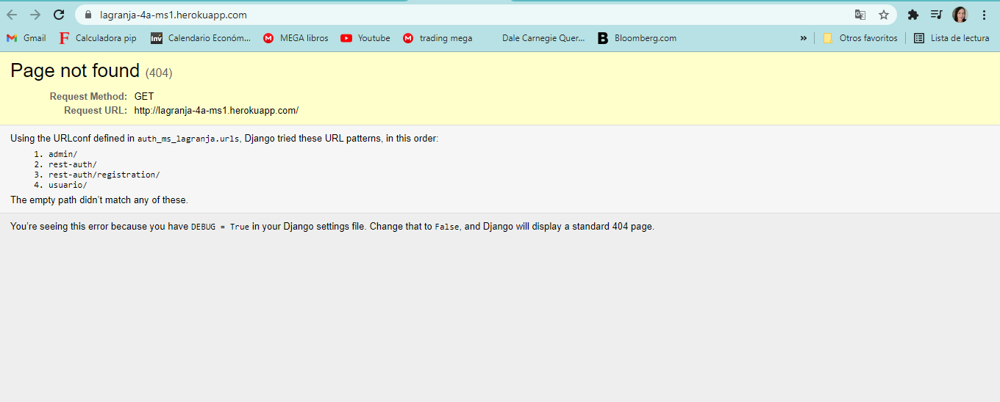 lagranja-4a-ms1.herokuapp.com
Gmail F Calculadora pip Inv Calendario Económ... M MEGA libros Youtube M trading mega Dale Carnegie Quer... B Bloomberg.com » Otros favoritos Lista de lectura
Page not found (404)
Request Method: GET
Request URL: http://lagranja-4a-ms1.herokuapp.com/
Using the URLconf defined in auth_ms_lagranja.urls, Django tried these URL patterns, in this order:
1. admin/
2. rest-auth/
3. rest-auth/registration/
4. usuario/
The empty path didn't match any of these.
You're seeing this error because you have DEBUG = True in your Django settings file. Change that to False, and Django will display a standard 404 page.